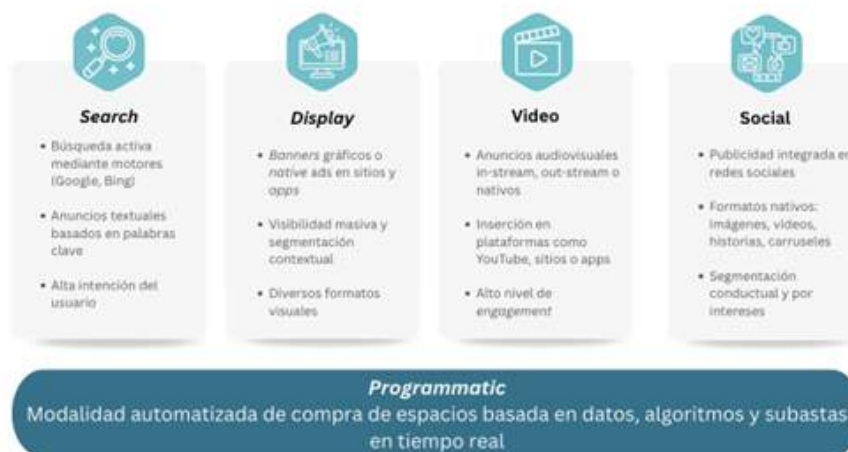 Search
• Búsqueda activa
mediante motores
(Google, Bing)
• Anuncios textuales
basados en palabras
clave
• Alta intención del
usuario
Display
• Banners gráficos o
native ads en sitios y
apps
• Visibilidad masiva y
segmentación
contextual
• Diversos formatos
visuales
Video
• Anuncios audiovisuales
in-stream, out-stream o
nativos
• Inserción en
plataformas como
YouTube, sitios o apps
• Alto nivel de
engagement
Social
• Publicidad integrada en
redes sociales
• Formatos nativos:
imágenes, videos,
historias, carruseles
• Segmentación
conductual y por
intereses
Programmatic
Modalidad automatizada de compra de espacios basada en datos, algoritmos y subastas
en tiempo real